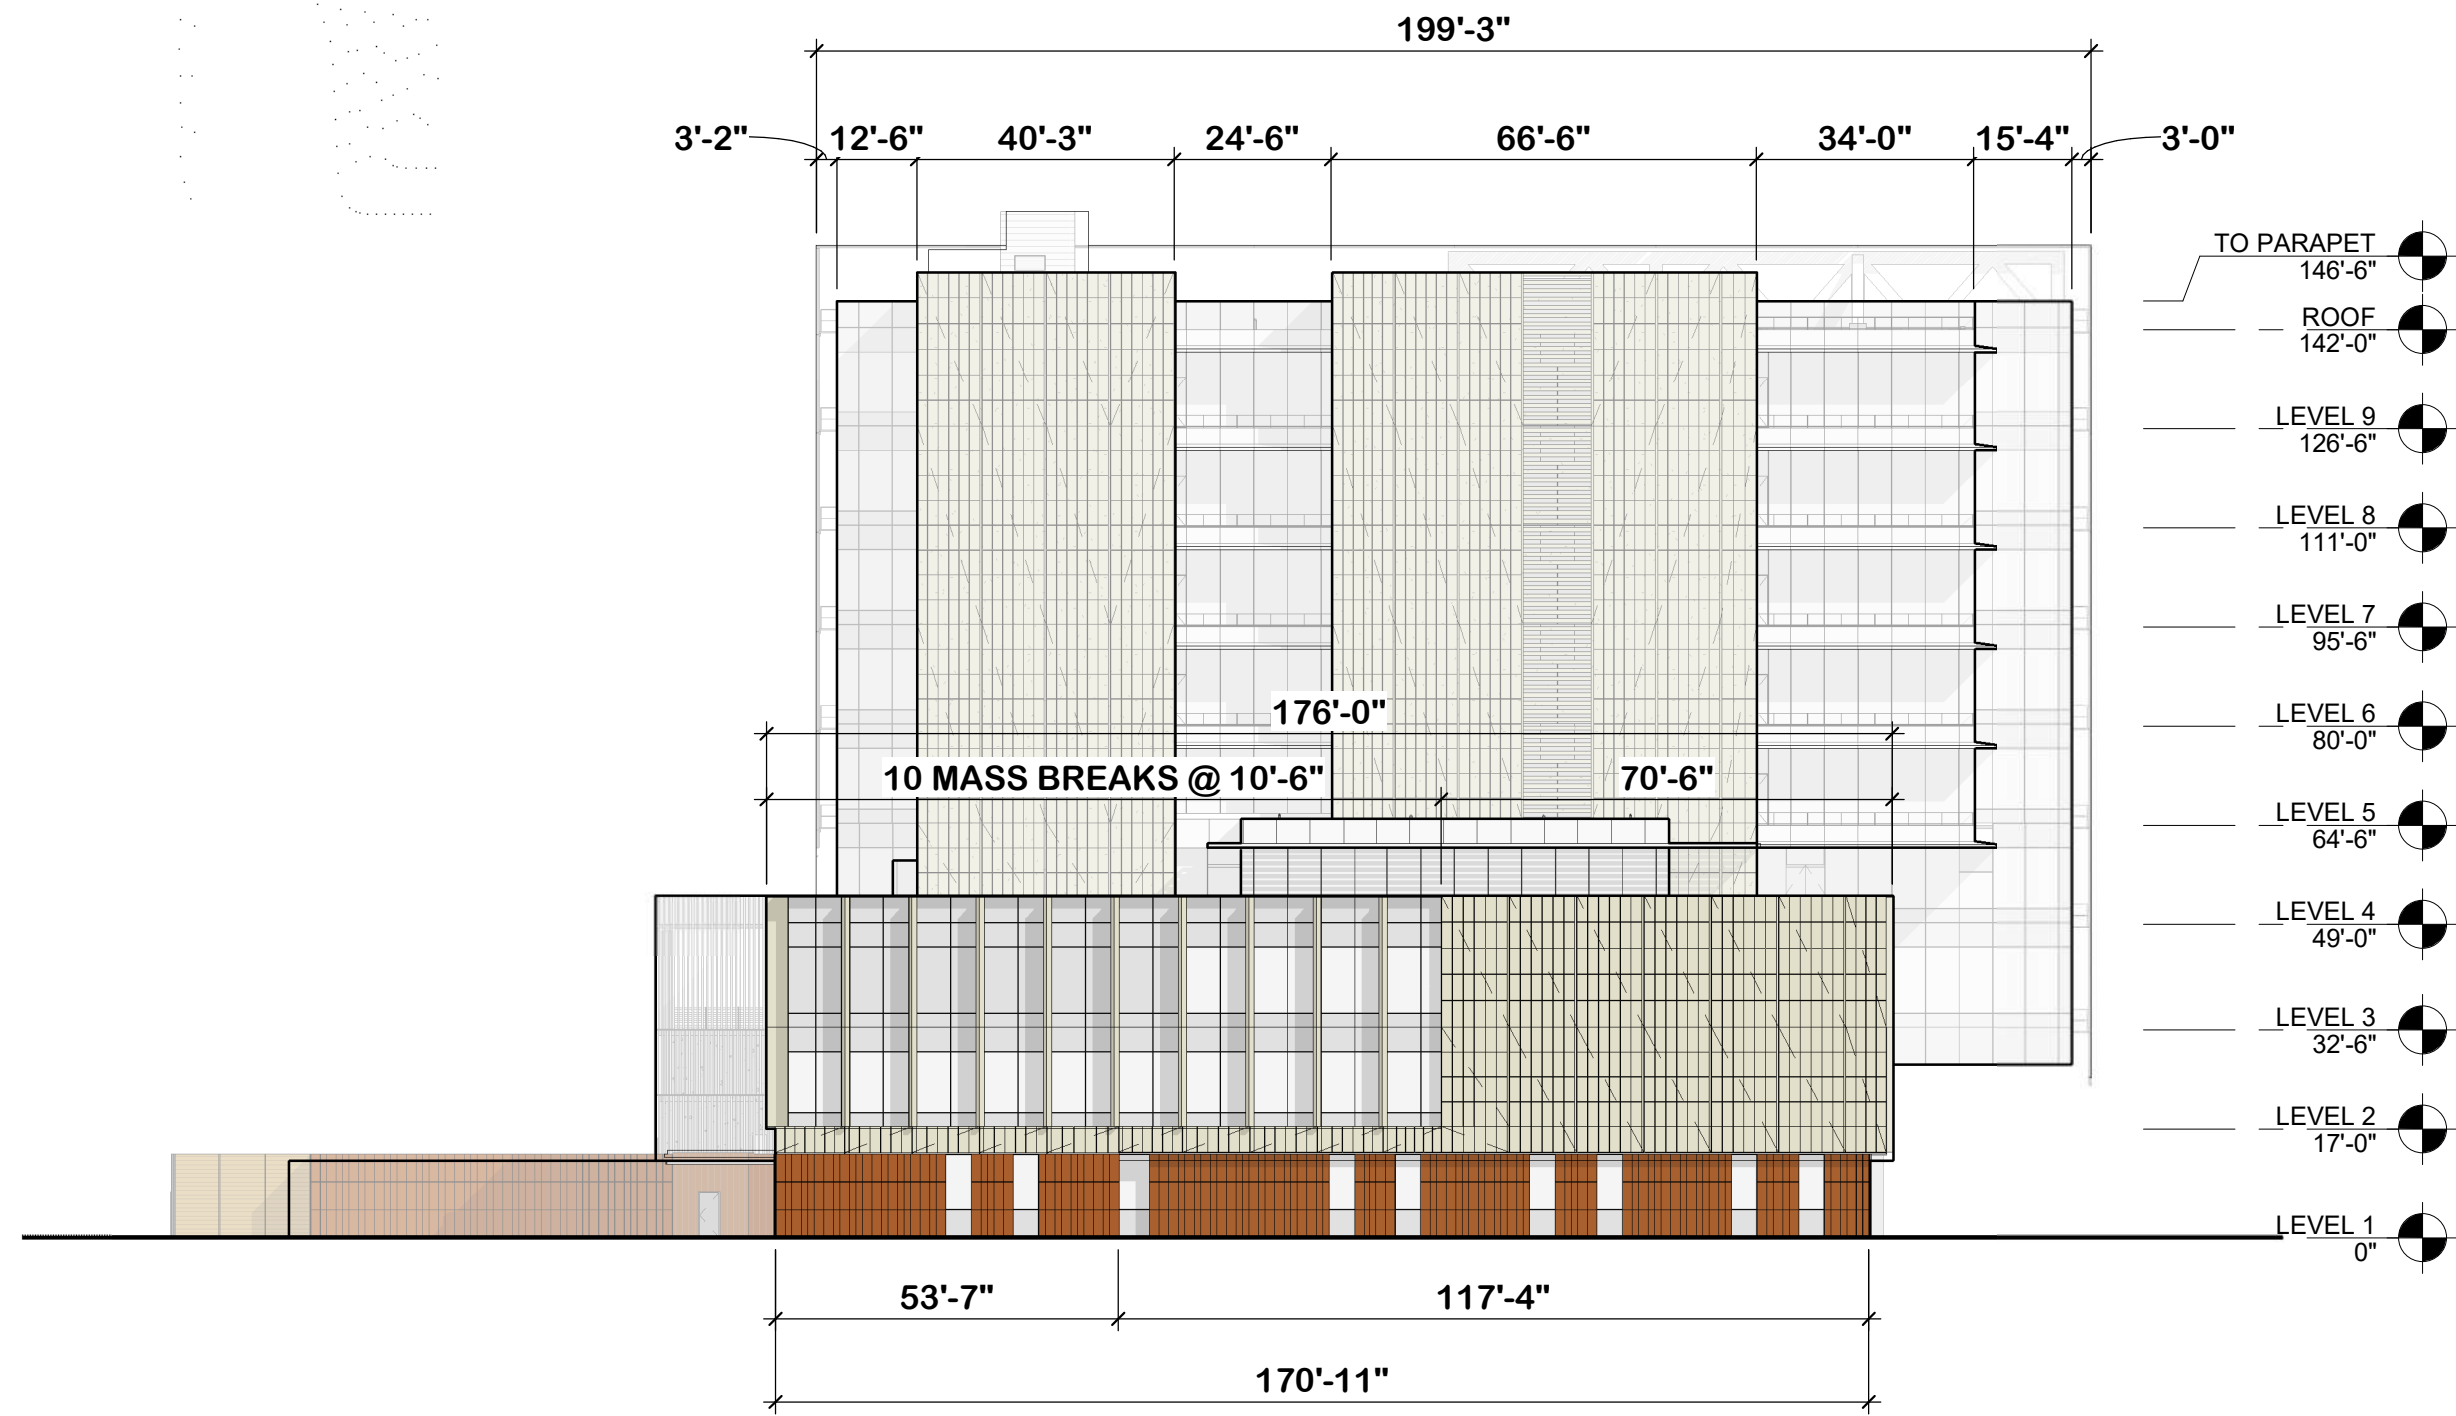 199'-3"
3'-2" 12'-6" 40'-3" 24'-6" 66'-6" 34'-0" 15'-4" 3'-0"
TO PARAPET
146'-6"
ROOF
142'-0"
LEVEL 9
126'-6"
LEVEL 8
111'-0"
LEVEL 7
95'-6"
176'-0"
LEVEL 6
80'-0"
10 MASS BREAKS @ 10'-6" 70'-6"
LEVEL 5
64'-6"
LEVEL 4
49'-0"
LEVEL 3
32'-6"
LEVEL 2
17'-0"
LEVEL 1
0"
53'-7" 117'-4"
170'-11"